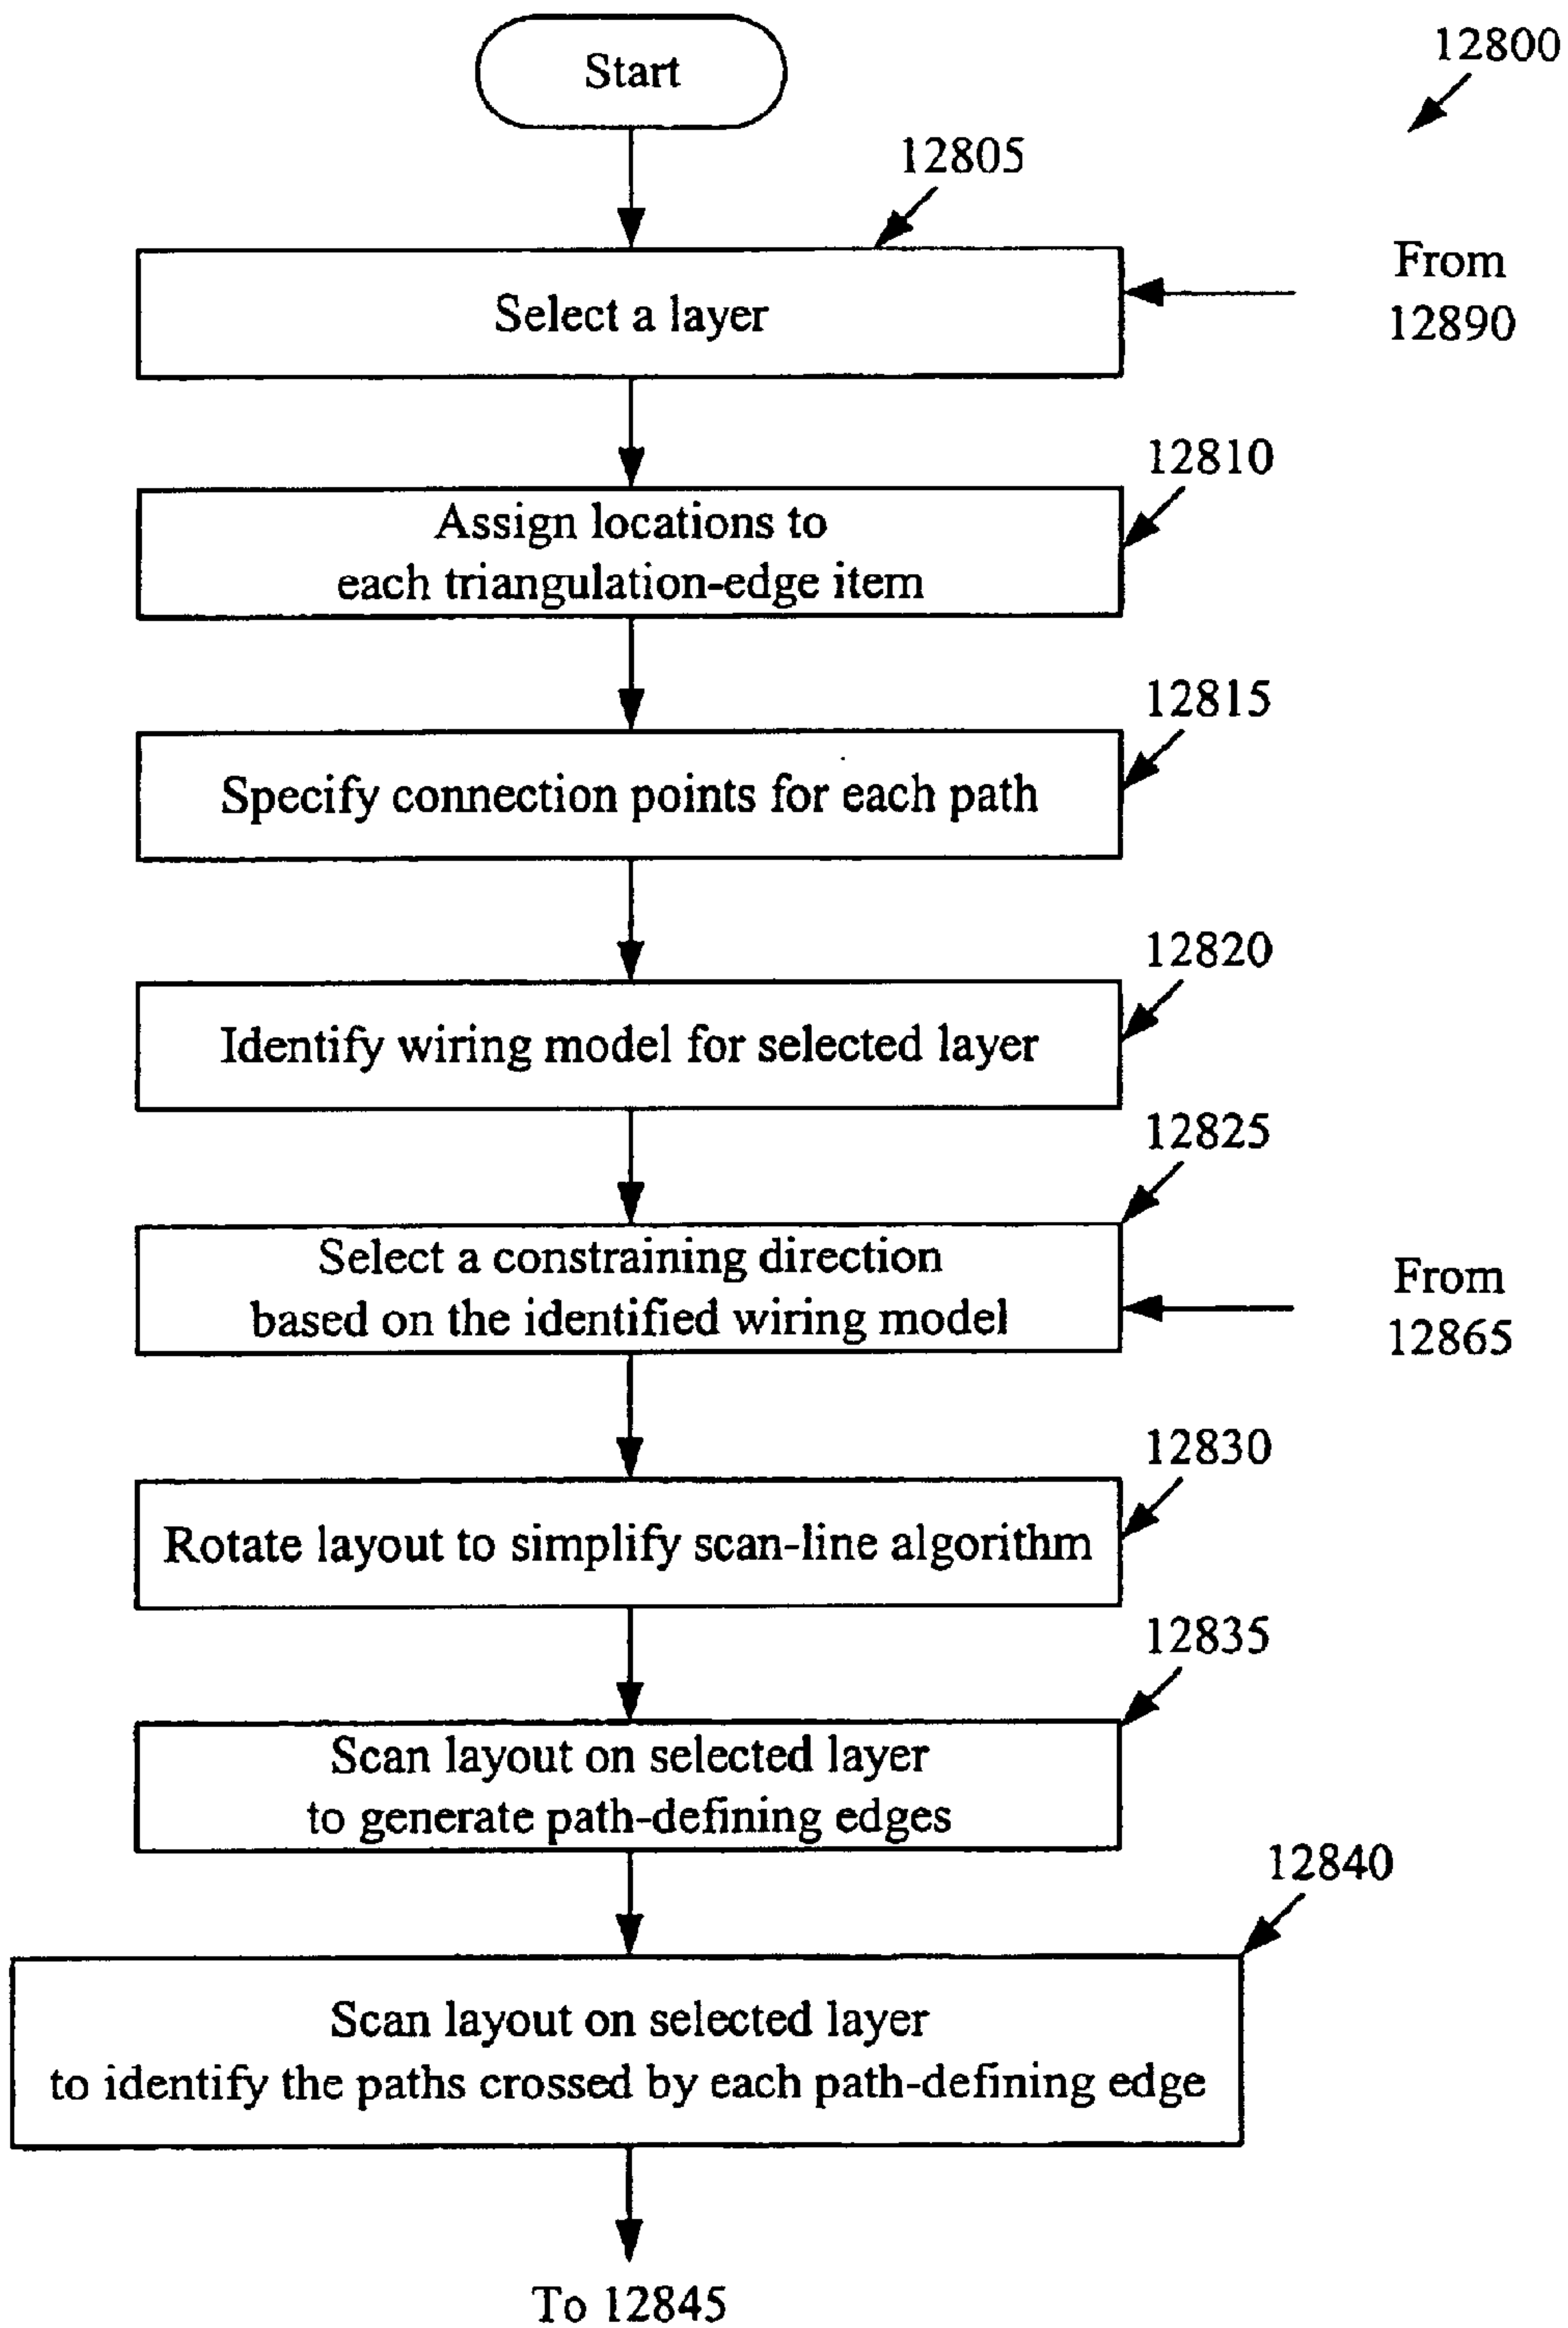 12800
Start
12805
From
12890
Select a layer
12810
Assign locations to
each triangulation-edge item
12815
Specify connection points for each path
12820
Identify wiring model for selected layer
12825
Select a constraining direction
based on the identified wiring model
From
12865
12830
Rotate layout to simplify scan-line algorithm
12835
Scan layout on selected layer
to generate path-defining edges
12840
Scan layout on selected layer
to identify the paths crossed by each path-defining edge
To 12845